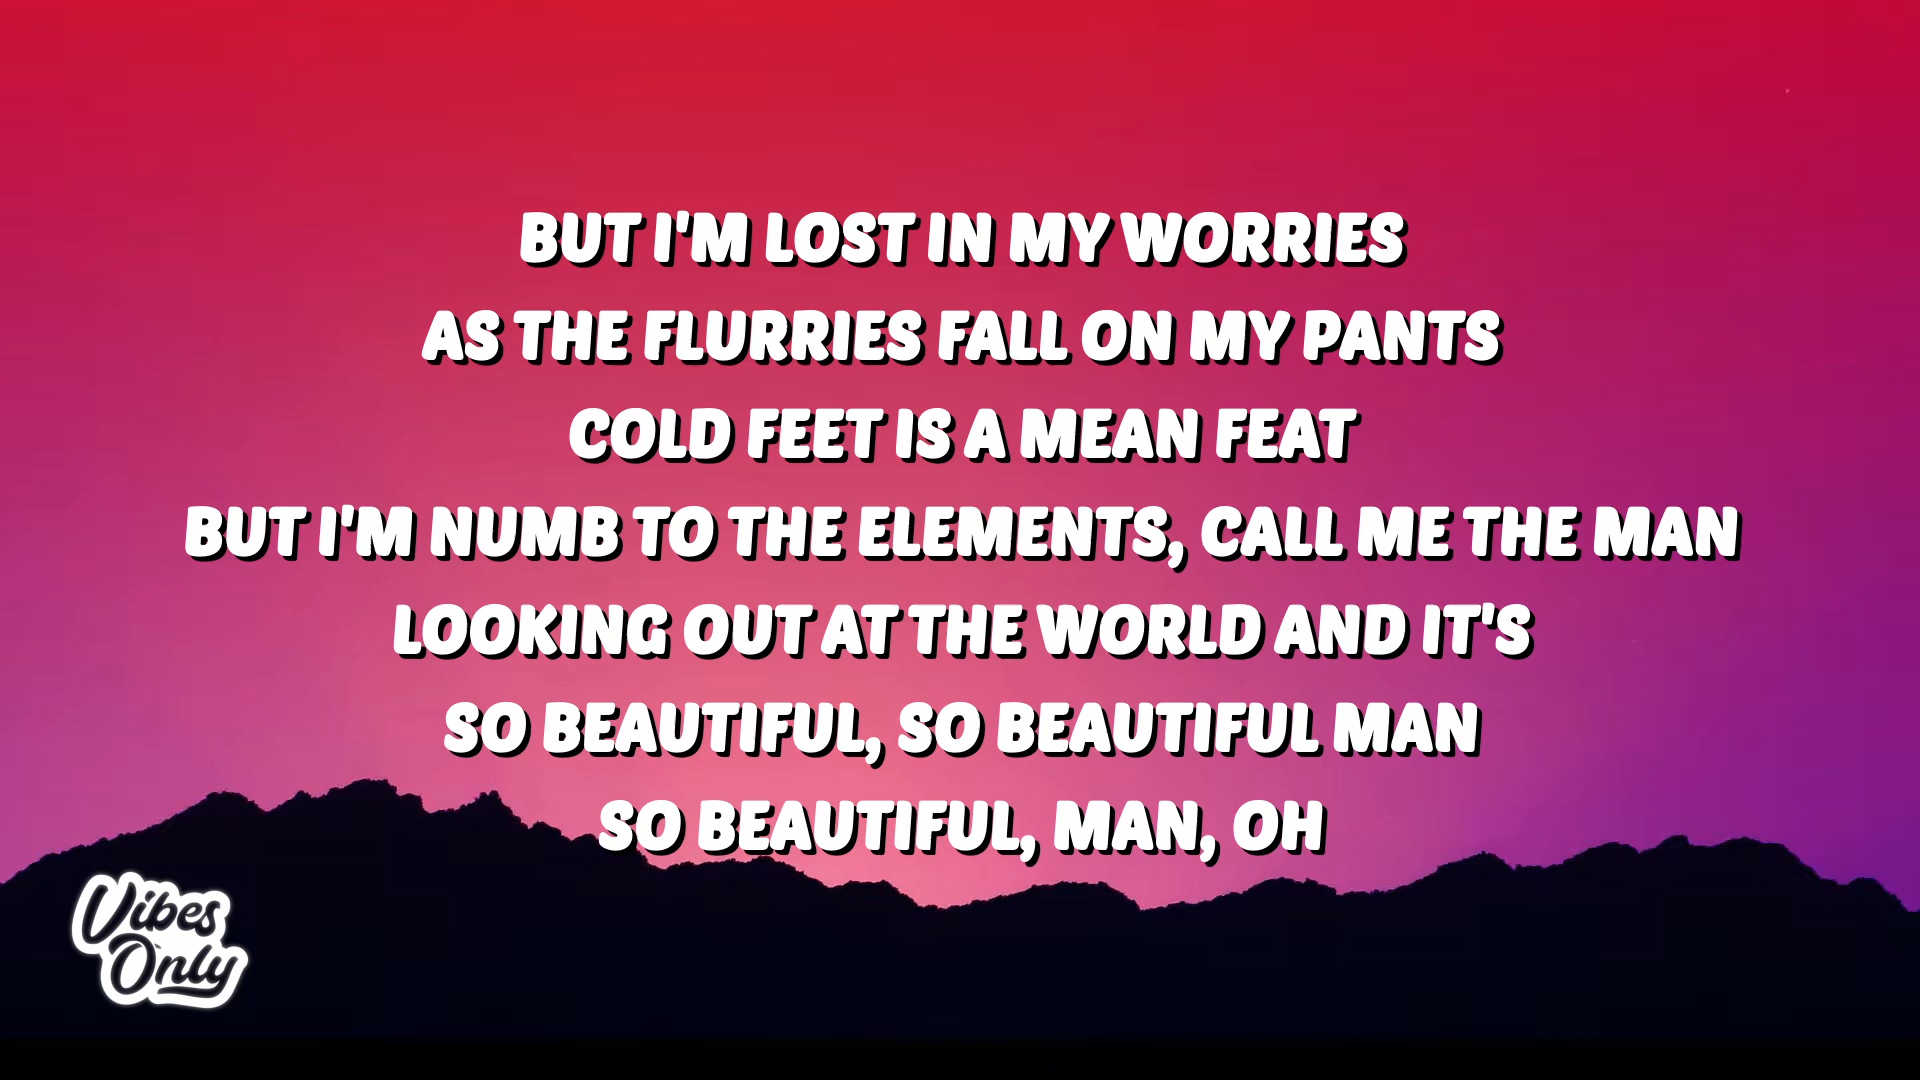 BUT I'M LOST IN MY WORRIES
AS THE FLURRIES FALL ON MY PANTS
COLD FEET IS A MEAN FEAT
BUT I'M NUMB TO THE ELEMENTS, CALL ME THE MAN
LOOKING OUT AT THE WORLD AND IT'S
SO BEAUTIFUL, SO BEAUTIFUL MAN
SO BEAUTIFUL, MAN, OH
Vibes
Only